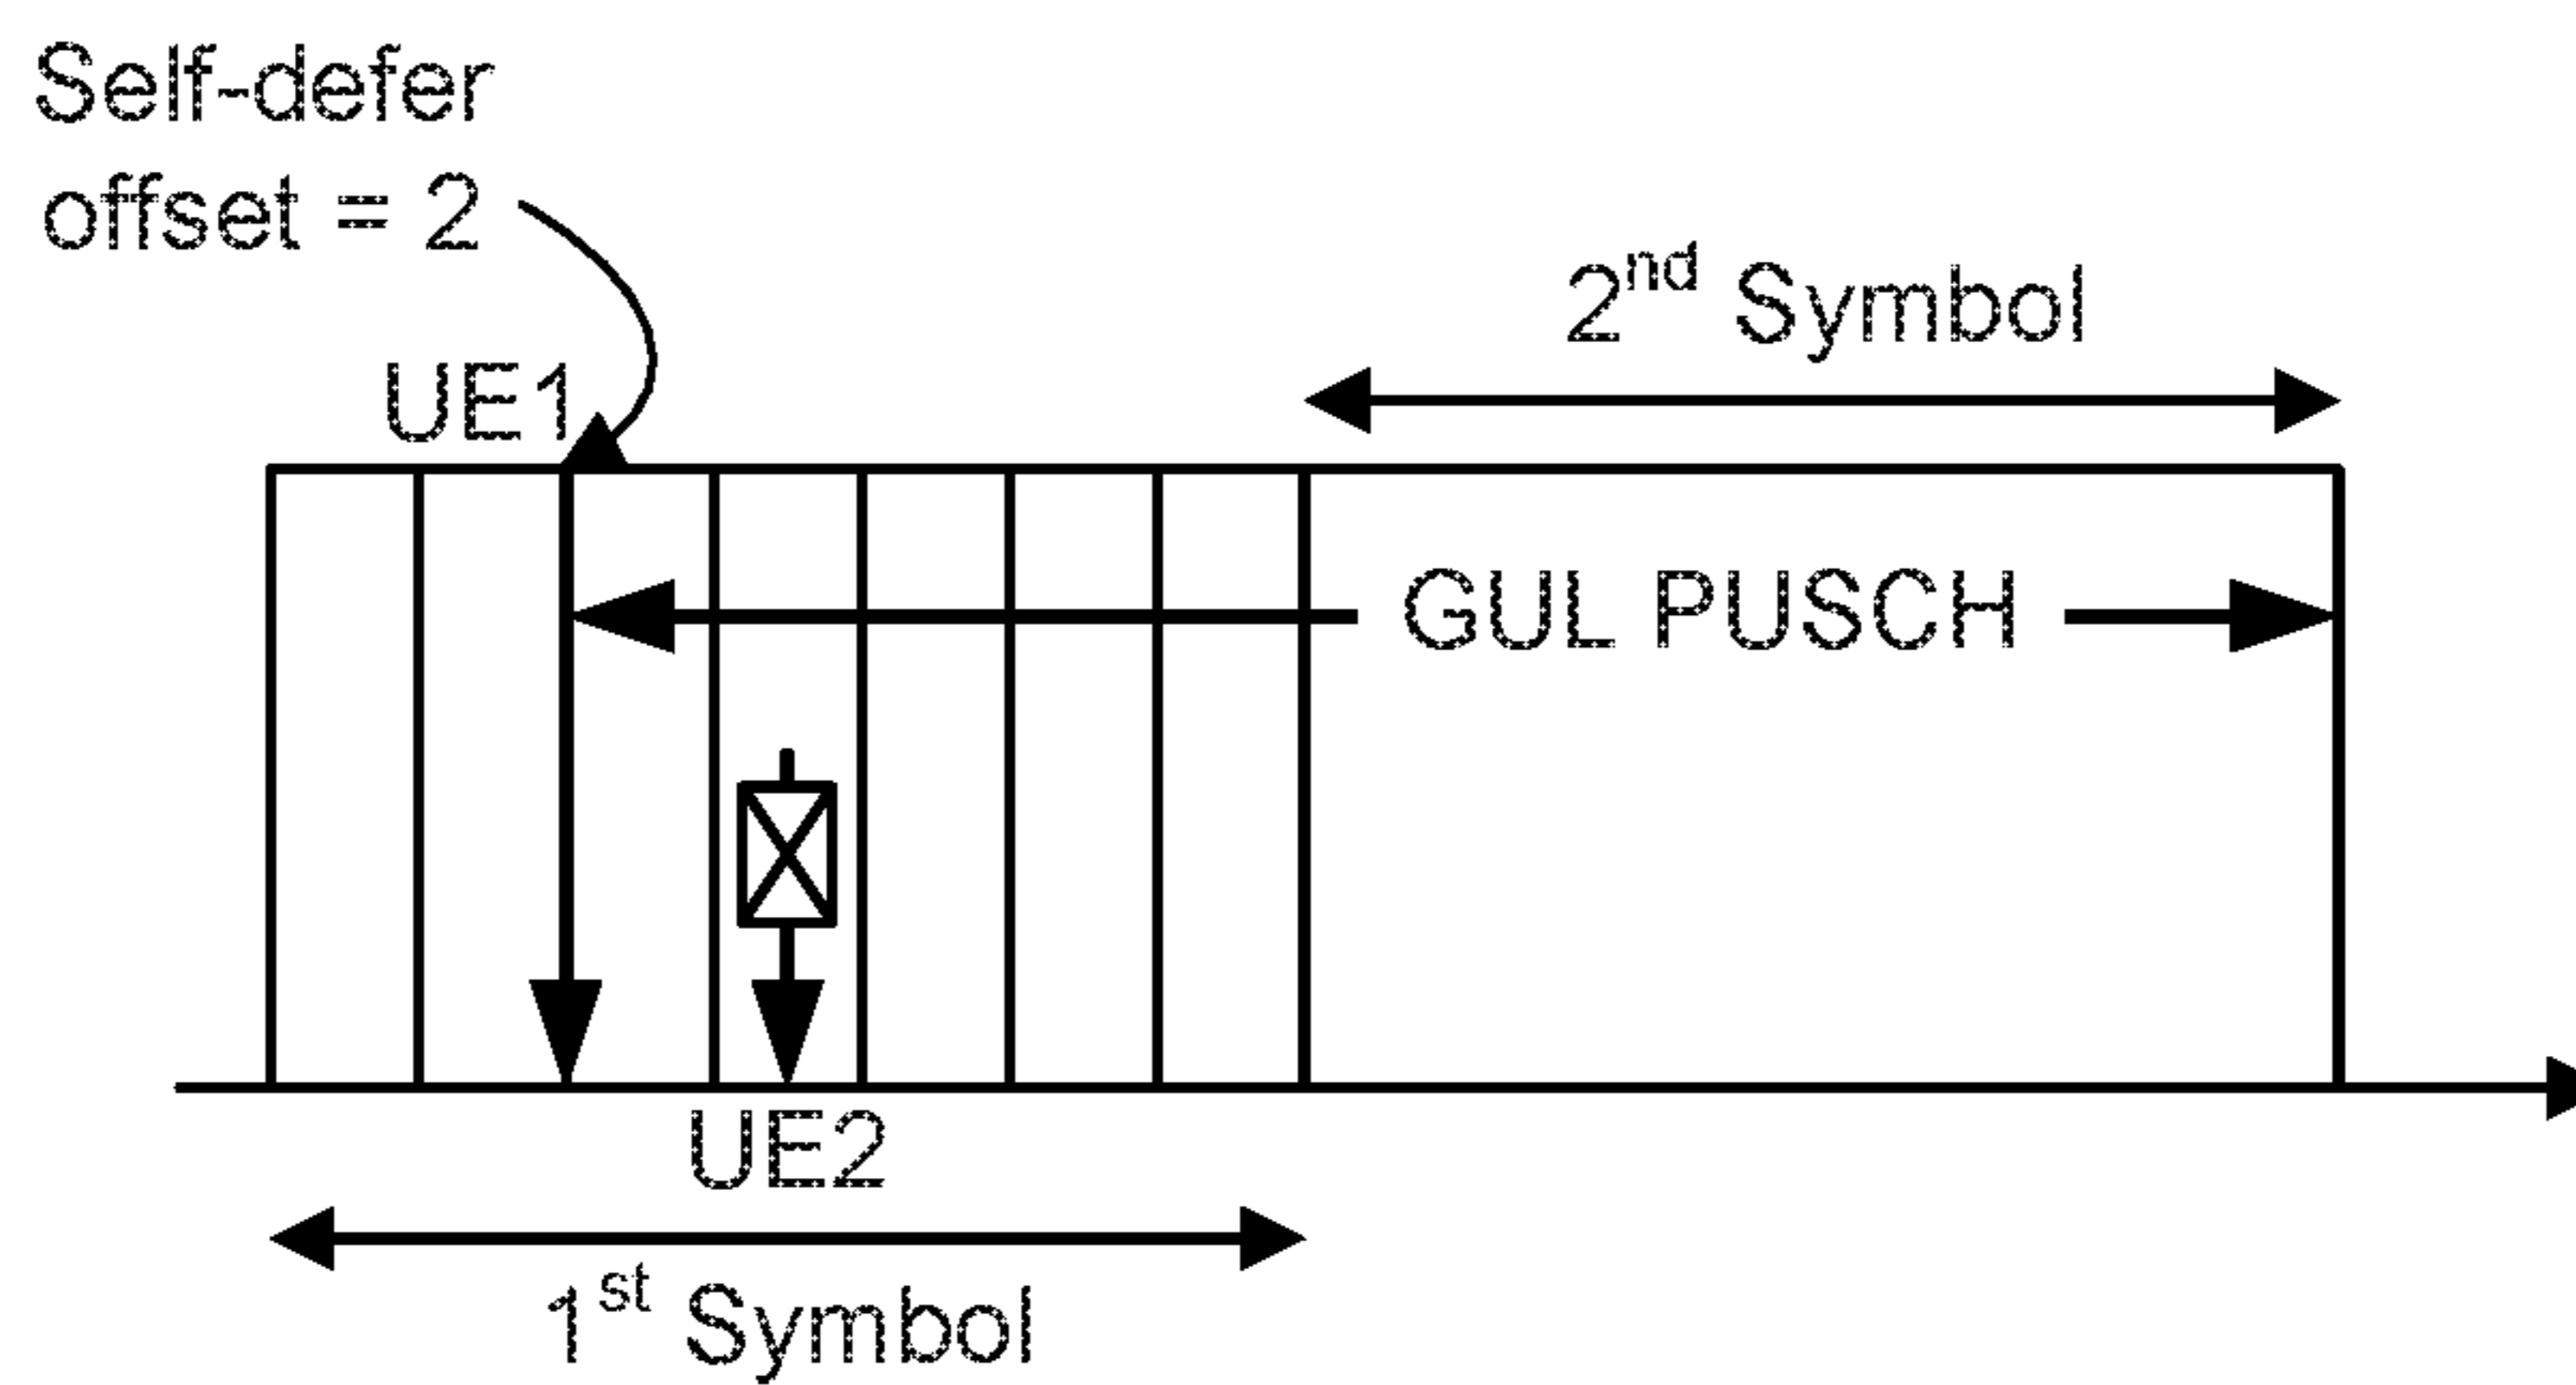 Self-defer
offset = 2
UE1
2nd Symbol
GUL PUSCH
UE2
1st Symbol